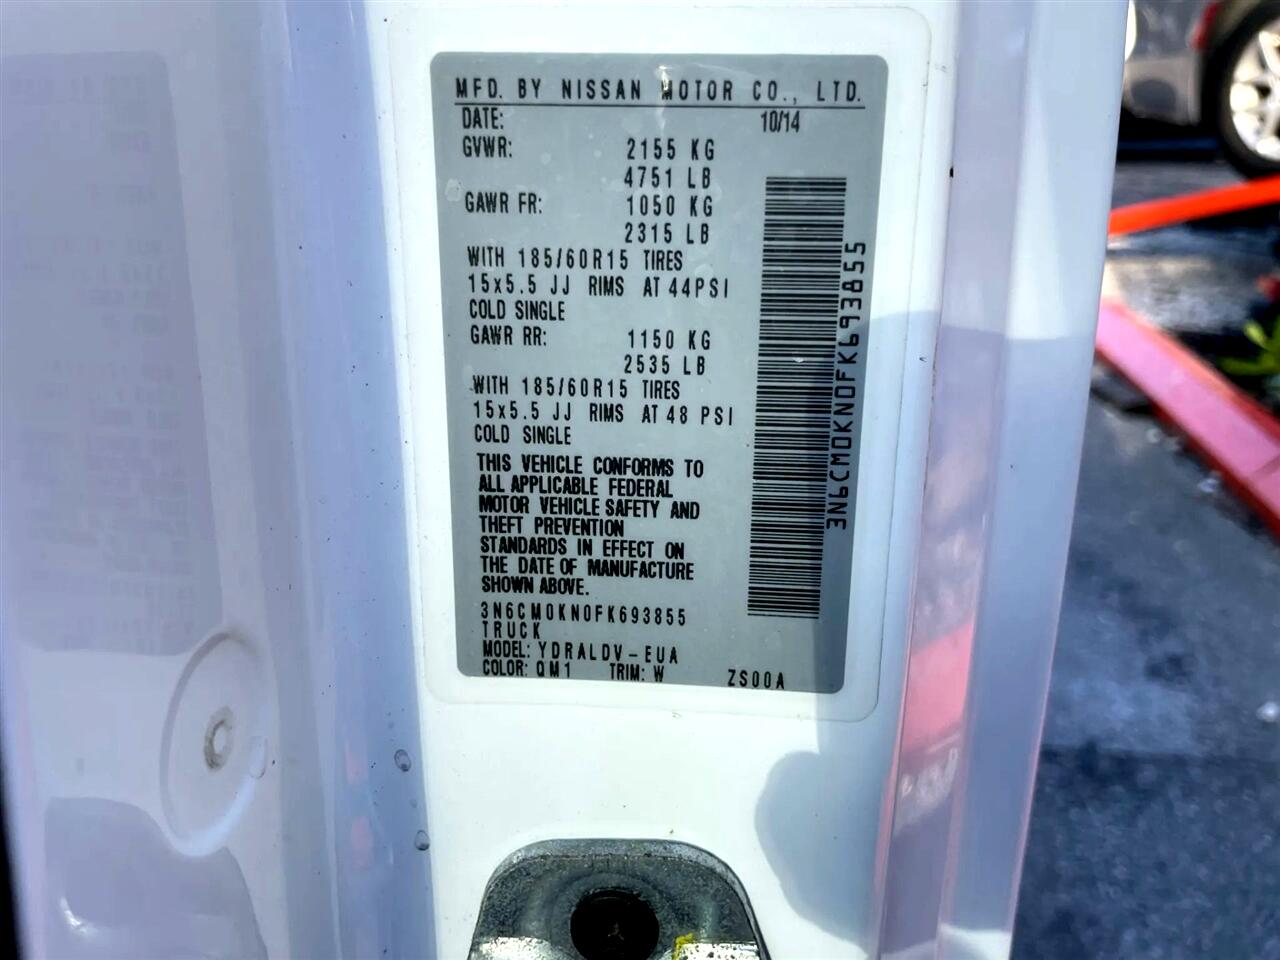 MFD. BY NISSAN MOTOR CO., LTD.
DATE: 10/14
GVWR: 2155 KG
4751 LB
GAWR FR: 1050 KG
2315 LB
WITH 185/60R15 TIRES
15x5.5 JJ RIMS AT 44PSI
COLD SINGLE
GAWR RR: 1150 KG
2535 LB
WITH 185/60R15 TIRES
15x5.5 JJ RIMS AT 48 PSI
COLD SINGLE
THIS VEHICLE CONFORMS TO
ALL APPLICABLE FEDERAL
MOTOR VEHICLE SAFETY AND
THEFT PREVENTION
STANDARDS IN EFFECT ON
THE DATE OF MANUFACTURE
SHOWN ABOVE.
3N6CM0KN0FK693855
TRUCK
MODEL: YDRALDV-EUA
COLOR: QM1 TRIM: W ZS00A
3N6CM0KN0FK693855